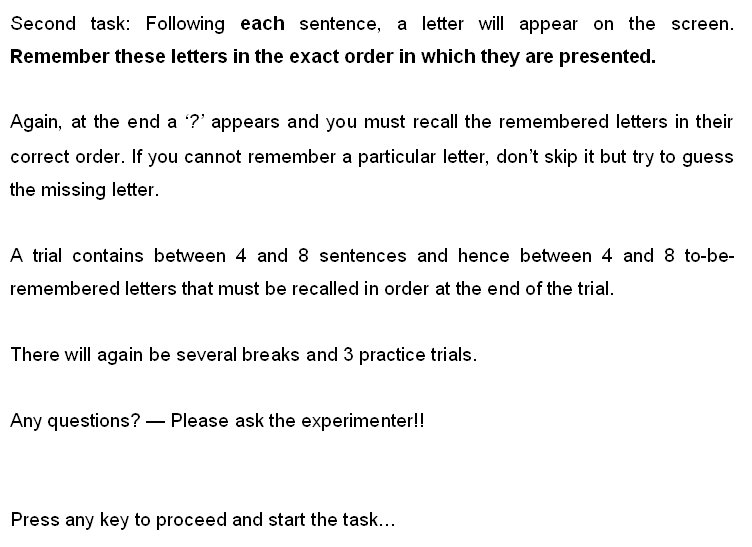 Second task: Following each sentence, a letter will appear on the screen.
Remember these letters in the exact order in which they are presented.
Again, at the end a ‘?’ appears and you must recall the remembered letters in their
correct order. If you cannot remember a particular letter, don’t skip it but try to guess
the missing letter.
A trial contains between 4 and 8 sentences and hence between 4 and 8 to-be-
remembered letters that must be recalled in order at the end of the trial.
There will again be several breaks and 3 practice trials.
Any questions? — Please ask the experimenter!!
Press any key to proceed and start the task…